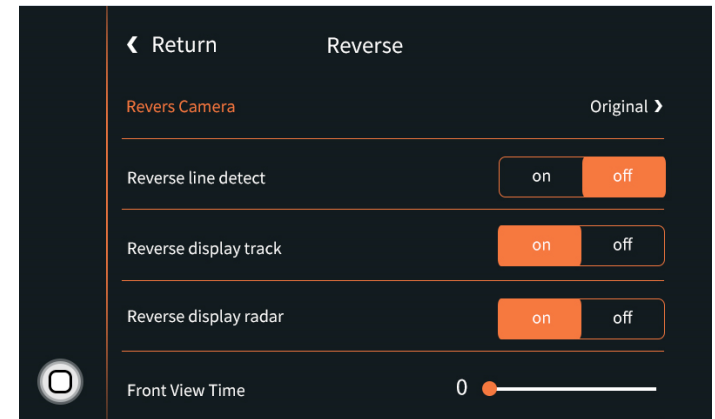 Return Reverse
Revers Camera Original
Reverse line detect on off
Reverse display track on off
Reverse display radar on off
Front View Time 0